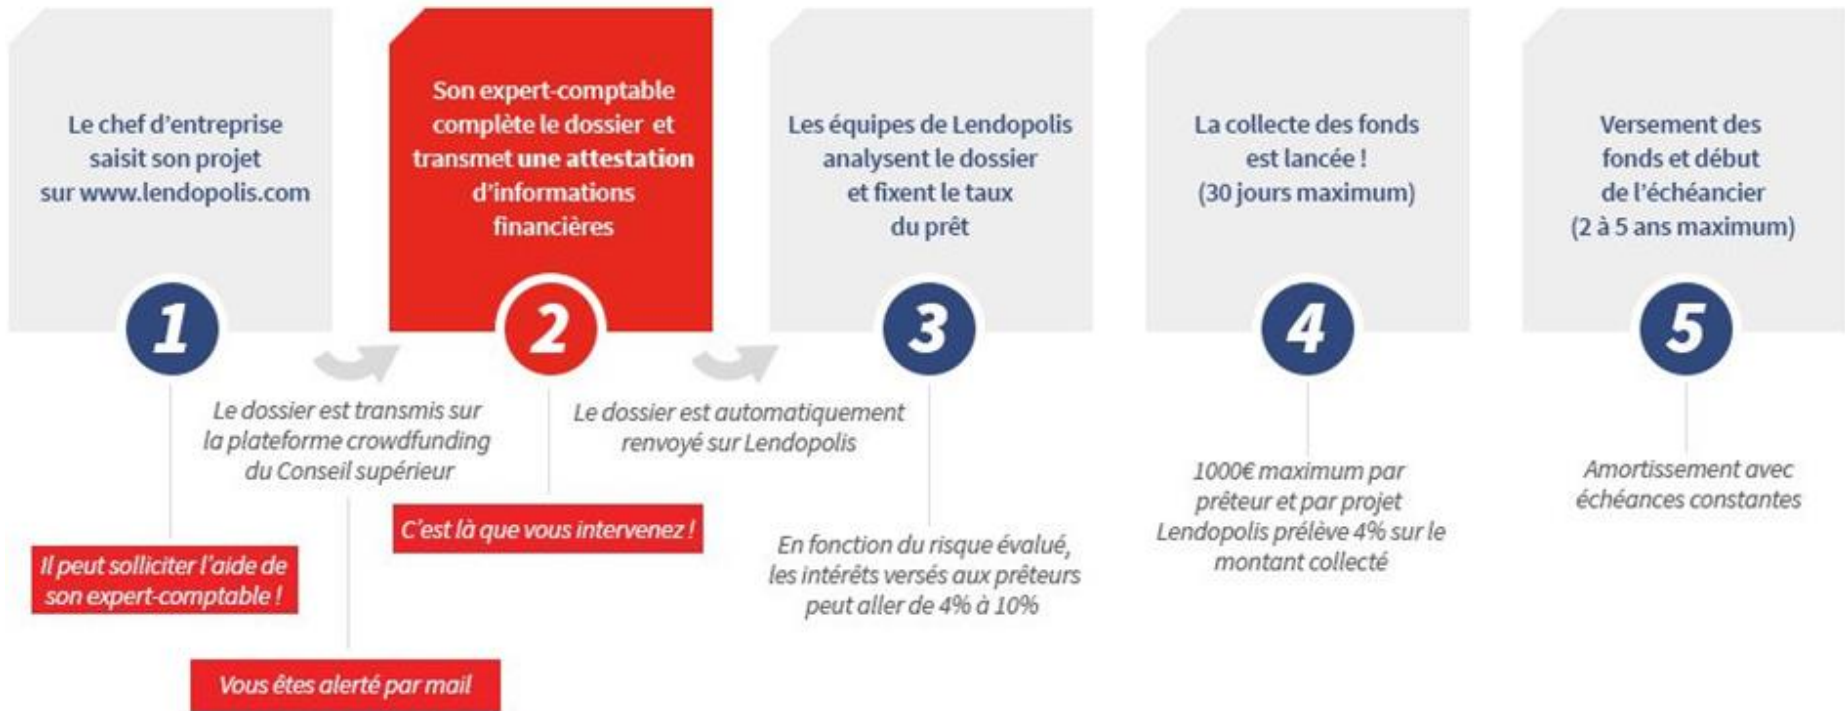 Le chef d'entreprise
saisit son projet
sur www.lendopolis.com
1
Il peut solliciter l'aide de
son expert-comptable !
Le dossier est transmis sur
la plateforme crowdfunding
du Conseil supérieur
Vous êtes alerté par mail
Son expert-comptable
complète le dossier et
transmet une attestation
d'informations
financières
2
C'est là que vous intervenez !
Le dossier est automatiquement
renvoyé sur Lendopolis
Les équipes de Lendopolis
analysent le dossier
et fixent le taux
du prêt
3
En fonction du risque évalué,
les intérêts versés aux prêteurs
peut aller de 4% à 10%
La collecte des fonds
est lancée !
(30 jours maximum)
4
1000€ maximum par
prêteur et par projet
Lendopolis prélève 4% sur le
montant collecté
Versement des
fonds et début
de l'échéancier
(2 à 5 ans maximum)
5
Amortissement avec
échéances constantes